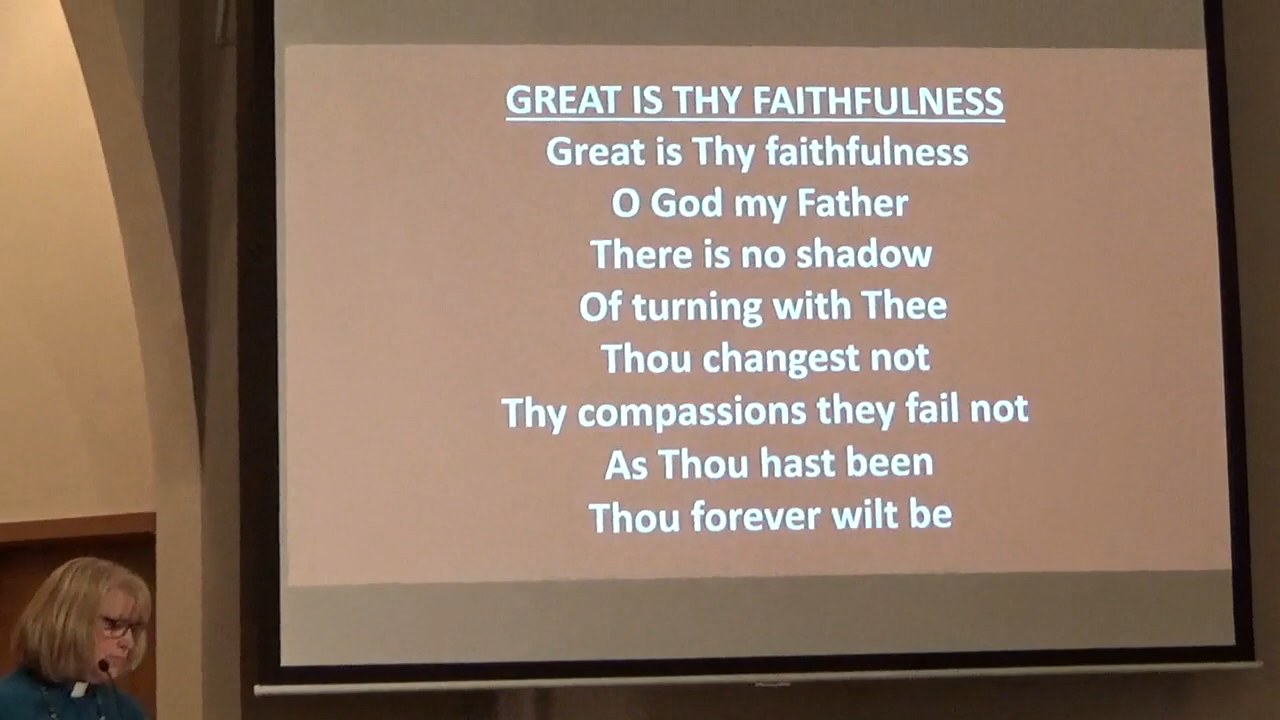 GREAT IS THY FAITHFULNESS
Great is Thy faithfulness
O God my Father
There is no shadow
Of turning with Thee
Thou changest not
Thy compassions they fail not
As Thou hast been
Thou forever wilt be